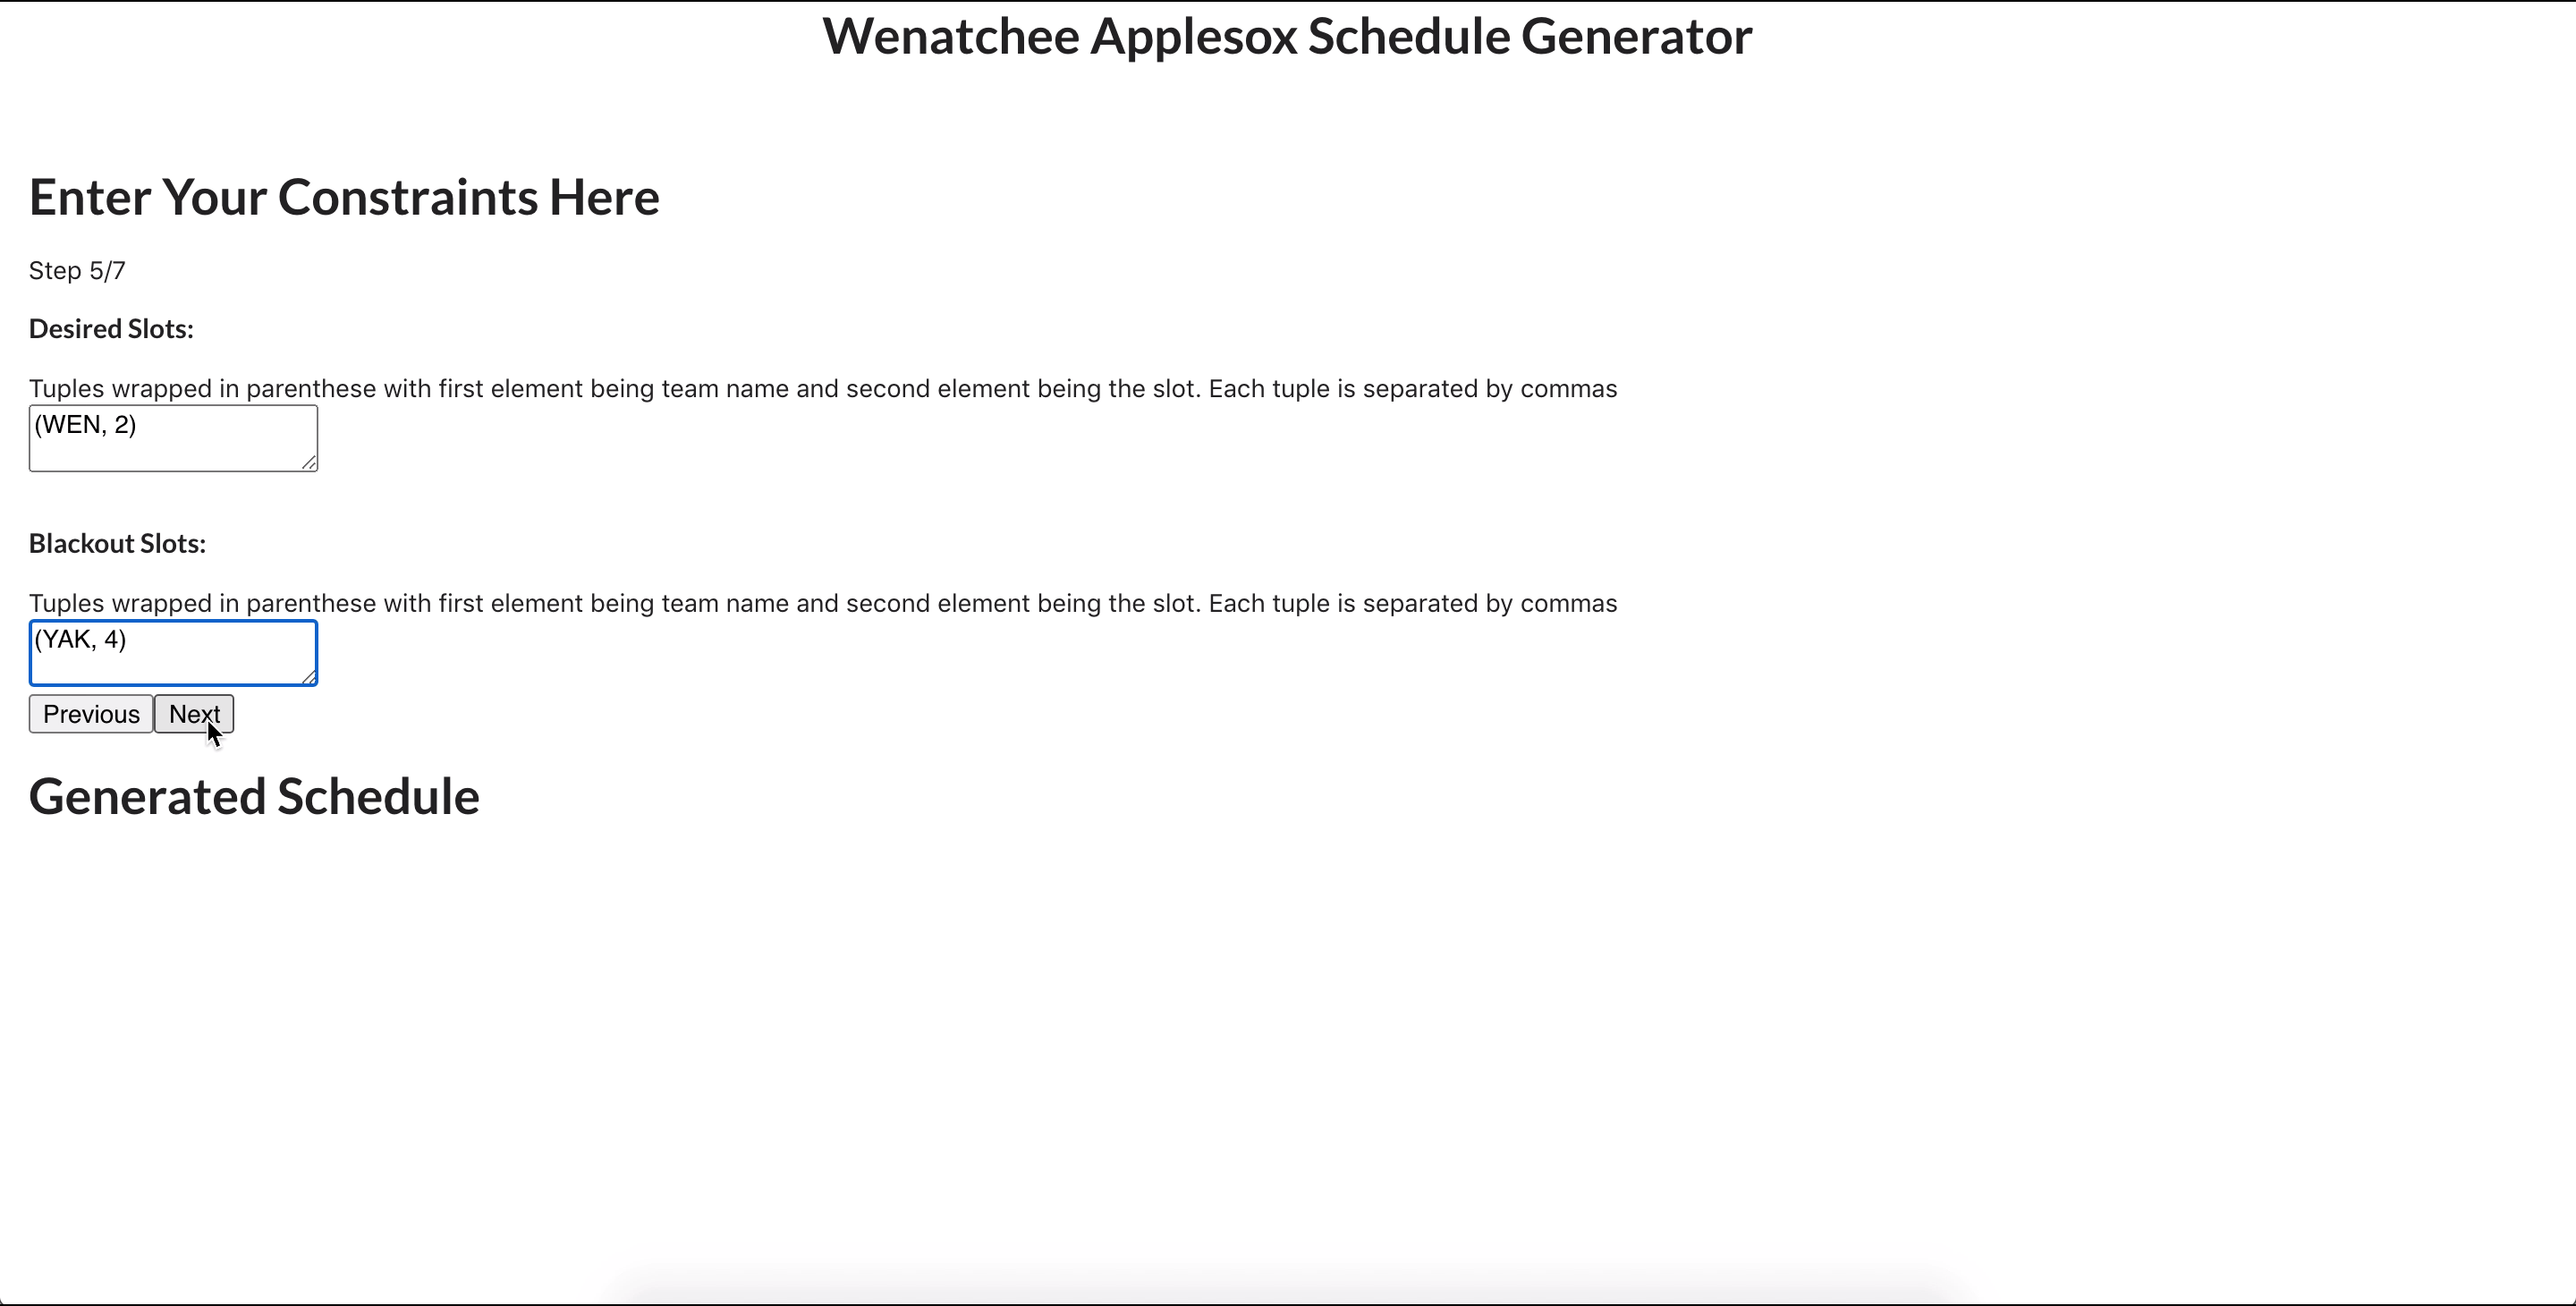 Wenatchee Applesox Schedule Generator
Enter Your Constraints Here
Step 5/7
Desired Slots:
Tuples wrapped in parenthese with first element being team name and second element being the slot. Each tuple is separated by commas
(WEN, 2)
Blackout Slots:
Tuples wrapped in parenthese with first element being team name and second element being the slot. Each tuple is separated by commas
(YAK, 4)
Previous Next
Generated Schedule